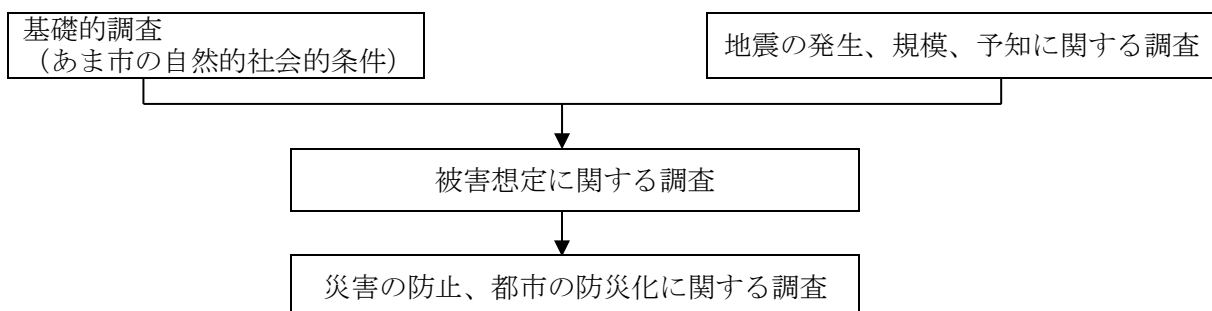 基礎的調査
（あま市の自然的社会的条件）
地震の発生、規模、予知に関する調査
被害想定に関する調査
災害の防止、都市の防災化に関する調査